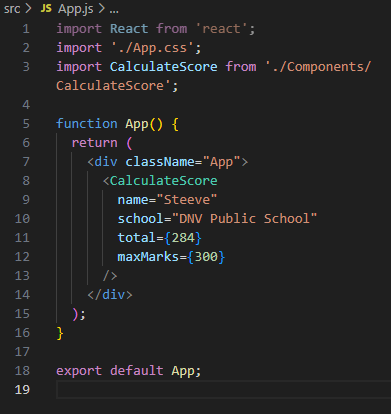 src > JS App.js > ...
1 import React from 'react';
2 import './App.css';
3 import CalculateScore from './Components/
CalculateScore';
4
5 function App() {
6 return (
7 <div className="App">
8 <CalculateScore
9 name="Steeve"
10 school="DNV Public School"
11 total={284}
12 maxMarks={300}
13 />
14 </div>
15 );
16 }
17
18 export default App;
19